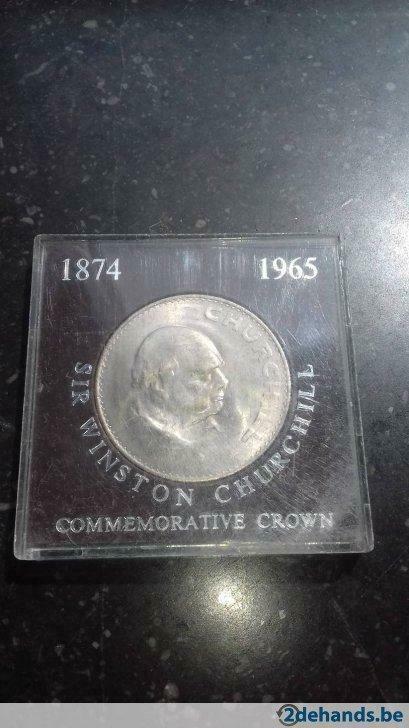 1874 1965
CHURCHILL
SIR WINSTON CHURCHILL
COMMEMORATIVE CROWN
2dehands.be